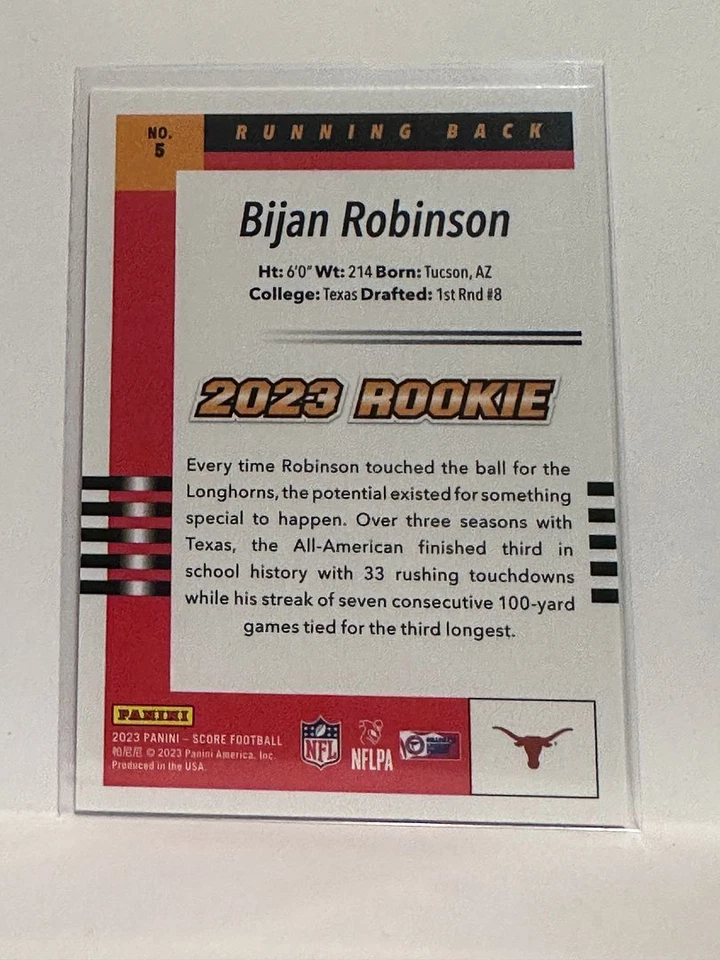 NO.
5
RUNNING BACK
Bijan Robinson
Ht: 6'0" Wt: 214 Born: Tucson, AZ
College: Texas Drafted: 1st Rnd #8
2023 ROOKIE
Every time Robinson touched the ball for the
Longhorns, the potential existed for something
special to happen. Over three seasons with
Texas, the All-American finished third in
school history with 33 rushing touchdowns
while his streak of seven consecutive 100-yard
games tied for the third longest.
PANINI
2023 PANINI – SCORE FOOTBALL
帕尼尼 © 2023 Panini America, Inc.
Produced in the USA.
NFL
NFLPA